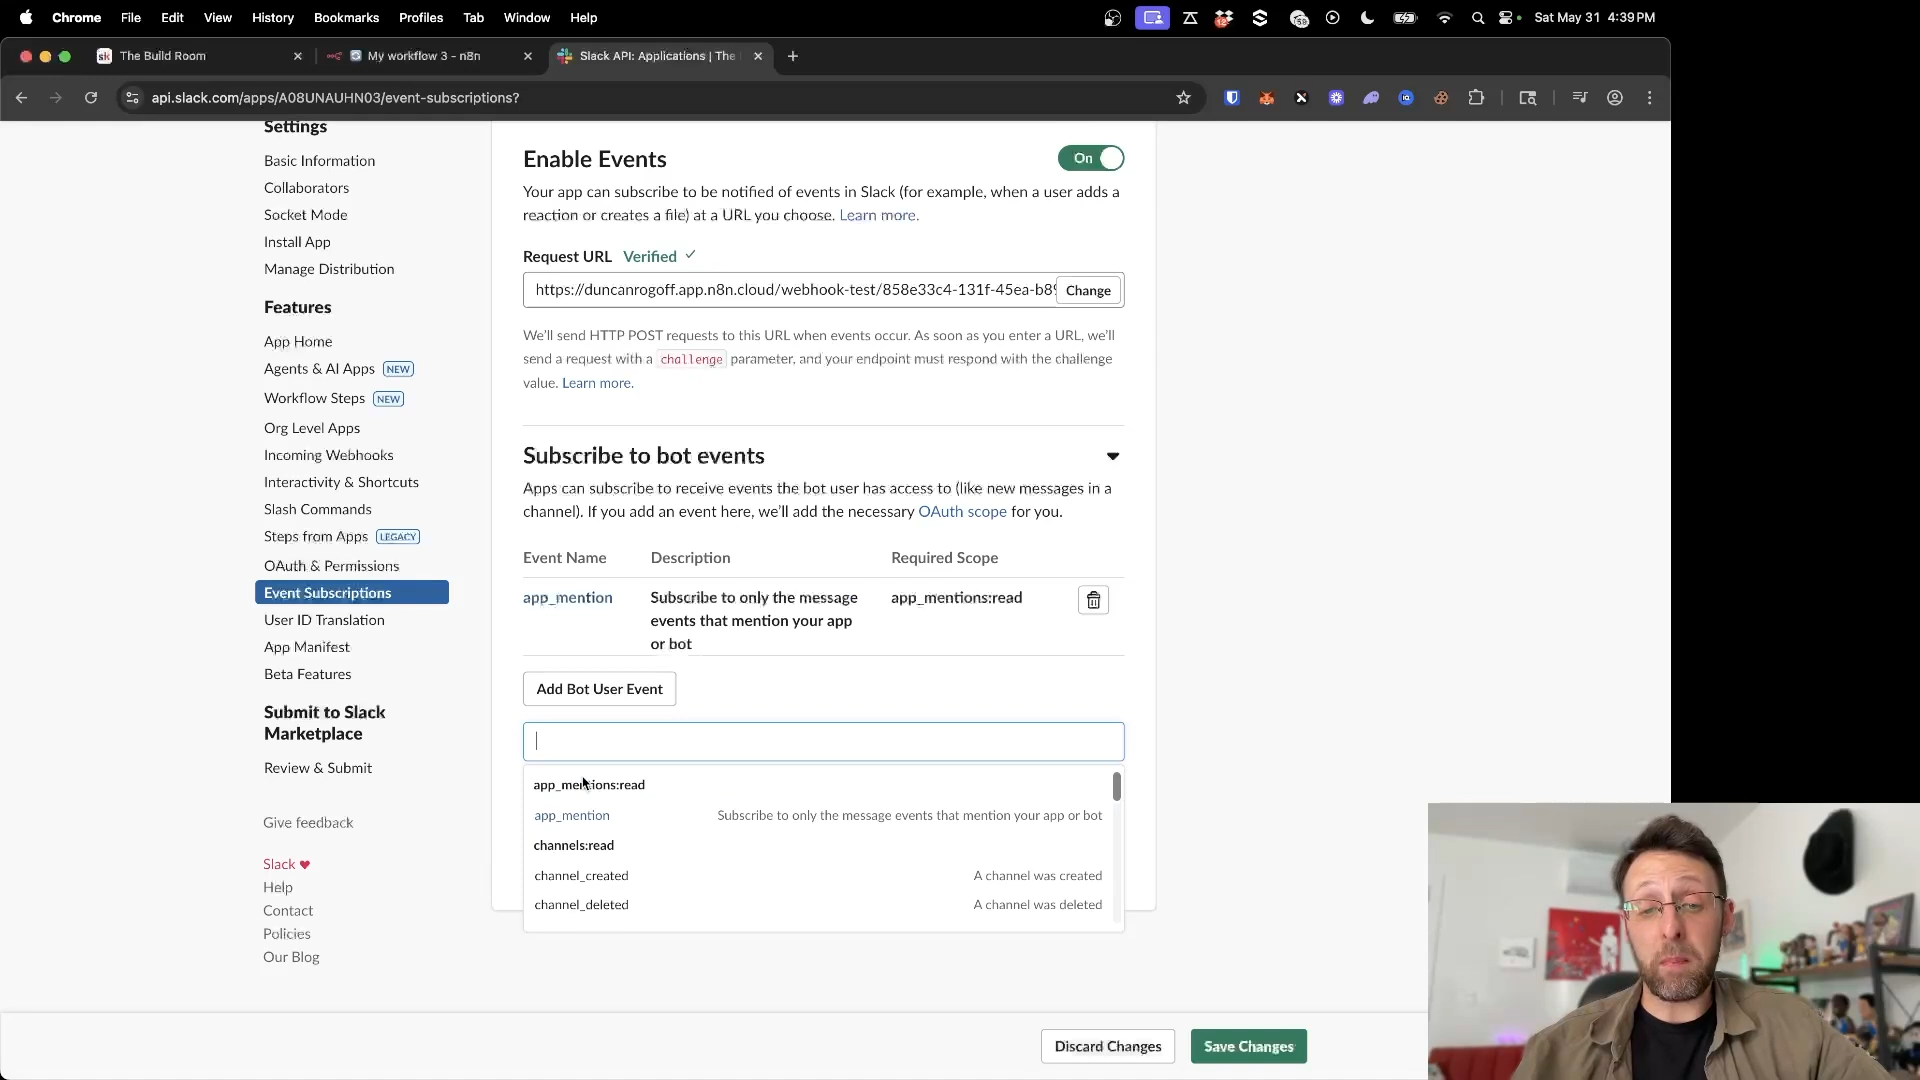 Chrome File Edit View History Bookmarks Profiles Tab Window Help
Sat May 31 4:39 PM
The Build Room
My workflow 3 - n8n
Slack API: Applications | The
api.slack.com/apps/A08UNAUHN03/event-subscriptions?
Settings
Basic Information
Collaborators
Socket Mode
Install App
Manage Distribution
Features
App Home
Agents & AI Apps NEW
Workflow Steps NEW
Org Level Apps
Incoming Webhooks
Interactivity & Shortcuts
Slash Commands
Steps from Apps LEGACY
OAuth & Permissions
Event Subscriptions
User ID Translation
App Manifest
Beta Features
Submit to Slack
Marketplace
Review & Submit
Give feedback
Slack
Help
Contact
Policies
Our Blog
Enable Events
On
Your app can subscribe to be notified of events in Slack (for example, when a user adds a
reaction or creates a file) at a URL you choose. Learn more.
Request URL Verified
https://duncanrogoff.app.n8n.cloud/webhook-test/858e33c4-131f-45ea-b89
Change
We’ll send HTTP POST requests to this URL when events occur. As soon as you enter a URL, we’ll
send a request with a challenge parameter, and your endpoint must respond with the challenge
value. Learn more.
Subscribe to bot events
Apps can subscribe to receive events the bot user has access to (like new messages in a
channel). If you add an event here, we’ll add the necessary OAuth scope for you.
Event Name Description Required Scope
app_mention Subscribe to only the message app_mentions:read
events that mention your app
or bot
Add Bot User Event
app_mentions:read
app_mention Subscribe to only the message events that mention your app or bot
channels:read
channel_created A channel was created
channel_deleted A channel was deleted
Discard Changes
Save Changes